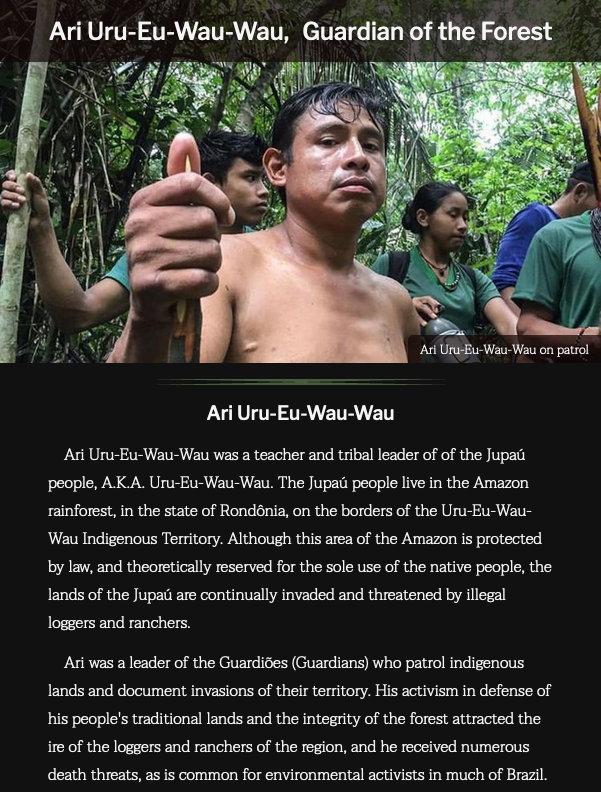 Ari Uru-Eu-Wau-Wau, Guardian of the Forest
Ari Uru-Eu-Wau-Wau on patrol
Ari Uru-Eu-Wau-Wau
Ari Uru-Eu-Wau-Wau was a teacher and tribal leader of of the Jupaú
people, A.K.A. Uru-Eu-Wau-Wau. The Jupaú people live in the Amazon
rainforest, in the state of Rondônia, on the borders of the Uru-Eu-Wau-
Wau Indigenous Territory. Although this area of the Amazon is protected
by law, and theoretically reserved for the sole use of the native people, the
lands of the Jupaú are continually invaded and threatened by illegal
loggers and ranchers.
Ari was a leader of the Guardiões (Guardians) who patrol indigenous
lands and document invasions of their territory. His activism in defense of
his people's traditional lands and the integrity of the forest attracted the
ire of the loggers and ranchers of the region, and he received numerous
death threats, as is common for environmental activists in much of Brazil.